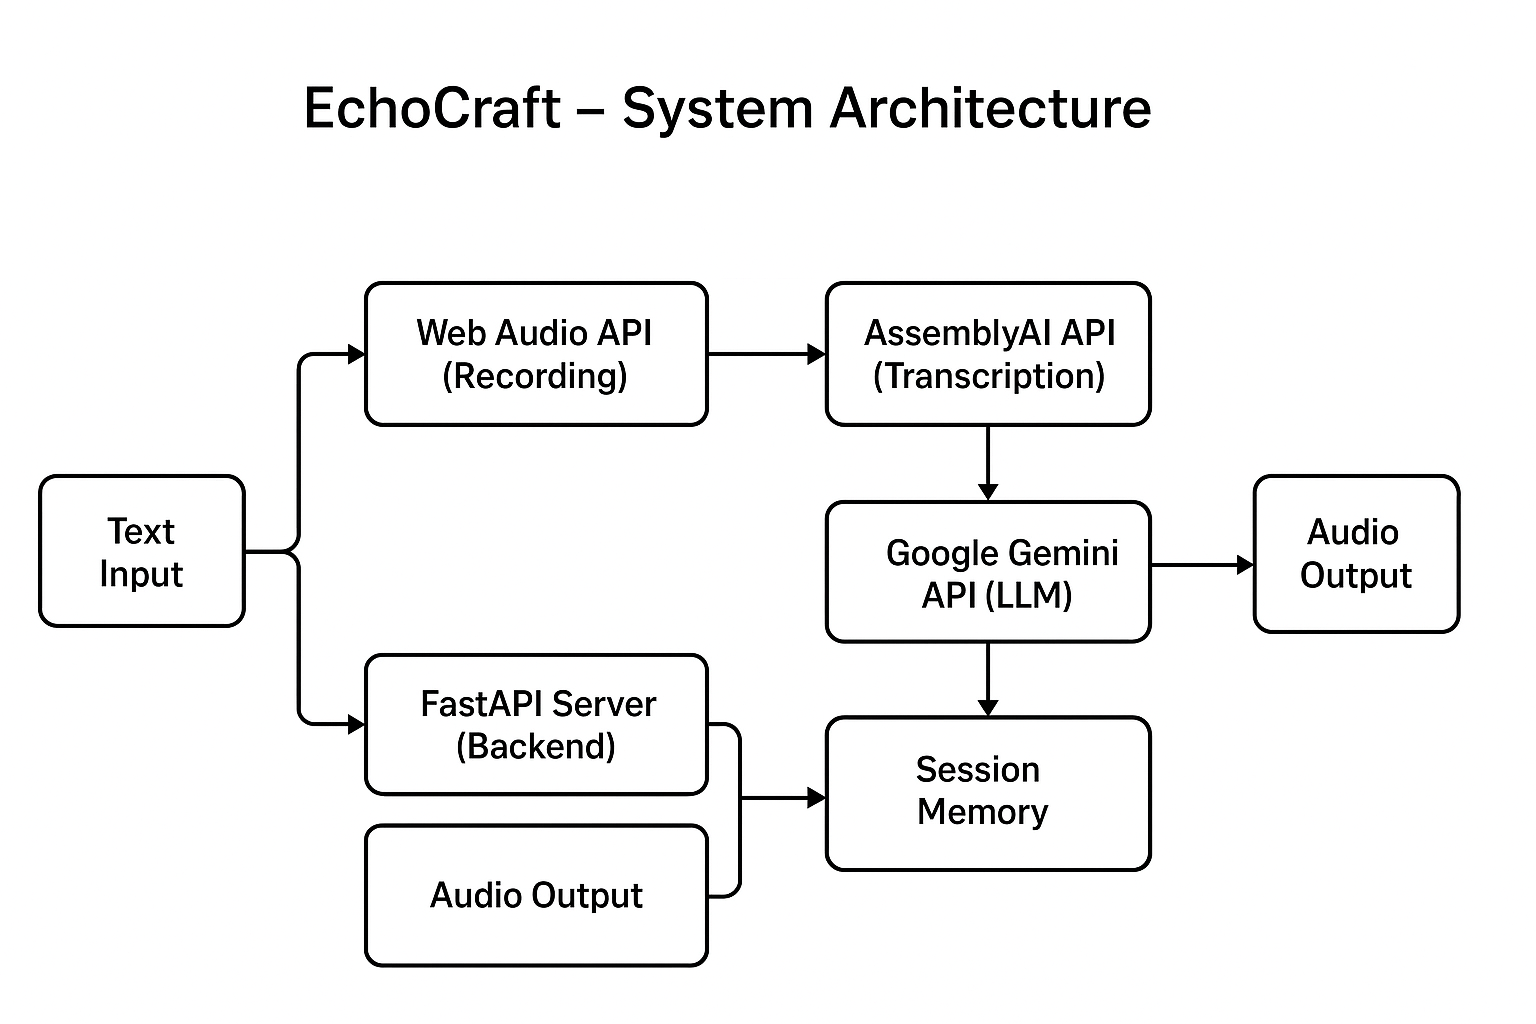 EchoCraft – System Architecture
Web Audio API
(Recording)
AssemblyAI API
(Transcription)
Text
Input
Google Gemini
API (LLM)
Audio
Output
FastAPI Server
(Backend)
Session
Memory
Audio Output